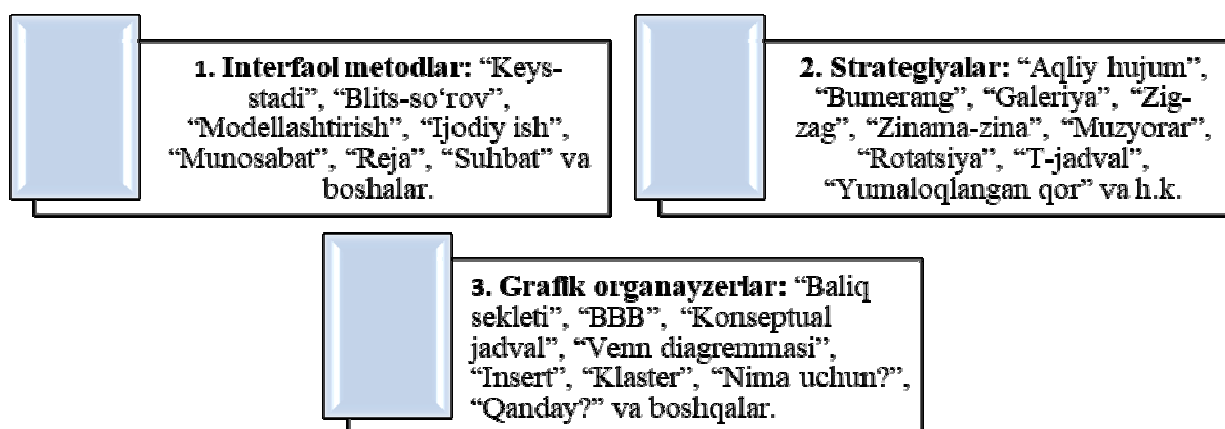 1. Interfaol metodlar: “Keys-
stadi”, “Blits-so‘rov”,
“Modellashtirish”, “Ijodiy ish”,
“Munosabat”, “Reja”, “Suhbat” va
boshalar.
2. Strategiyalar: “Aqliy hujum”,
“Bumerang”, “Galeriya”, “Zig-
zag”, “Zinama-zina”, “Muzyorar”,
“Rotatsiya”, “T-jadval”,
“Yumaloqlangan qor” va h.k.
3. Grafik organayzerlar: “Baliq
sekleti”, “BBB”, “Konseptual
jadval”, “Venn diagremmasi”,
“Insert”, “Klaster”, “Nima uchun?”,
“Qanday?” va boshqalar.